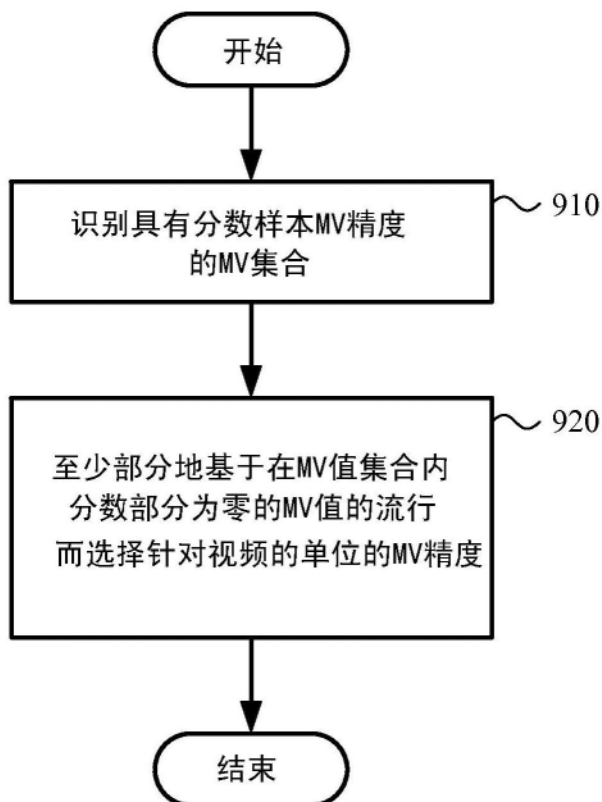 开始
识别具有分数样本MV精度
的MV集合
910
至少部分地基于在MV值集合内
分数部分为零的MV值的流行
而选择针对视频的单位的MV精度
920
结束